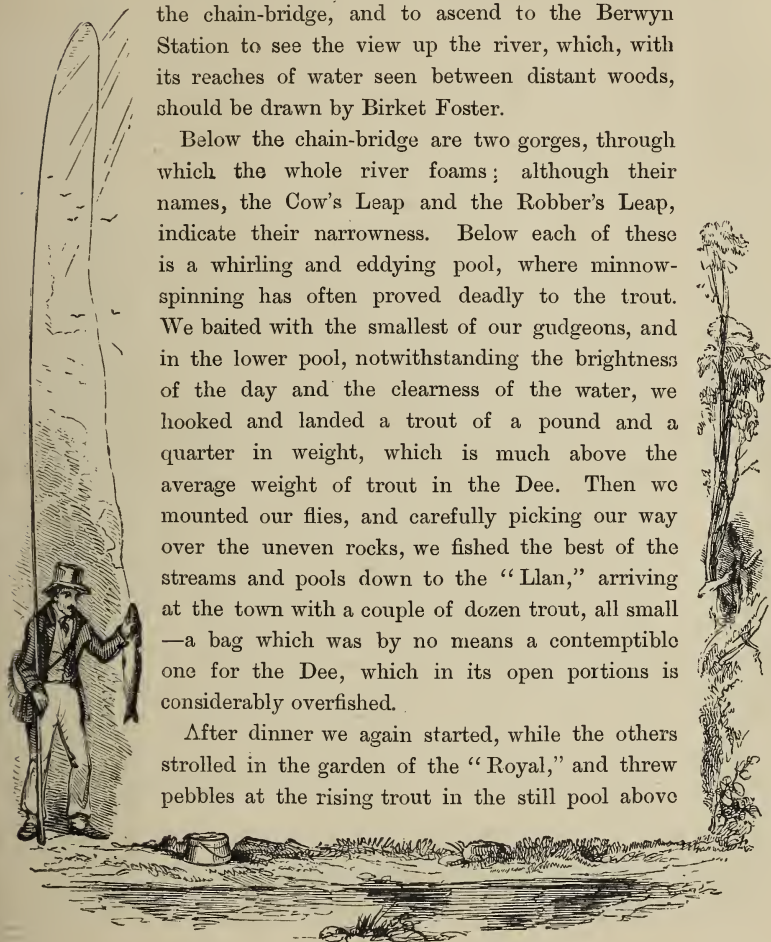 the chain-bridge, and to ascend to the Berwyn
Station to see the view up the river, which, with
its reaches of water seen between distant woods,
should be drawn by Birket Foster.
Below the chain-bridge are two gorges, through
which the whole river foams; although their
names, the Cow's Leap and the Robber's Leap,
indicate their narrowness. Below each of these
is a whirling and eddying pool, where minnow-
spinning has often proved deadly to the trout.
We baited with the smallest of our gudgeons, and
in the lower pool, notwithstanding the brightness
of the day and the clearness of the water, we
hooked and landed a trout of a pound and a
quarter in weight, which is much above the
average weight of trout in the Dee. Then we
mounted our flies, and carefully picking our way
over the uneven rocks, we fished the best of the
streams and pools down to the "Llan," arriving
at the town with a couple of dozen trout, all small
—a bag which was by no means a contemptible
one for the Dee, which in its open portions is
considerably overfished.
After dinner we again started, while the others
strolled in the garden of the "Royal," and threw
pebbles at the rising trout in the still pool above